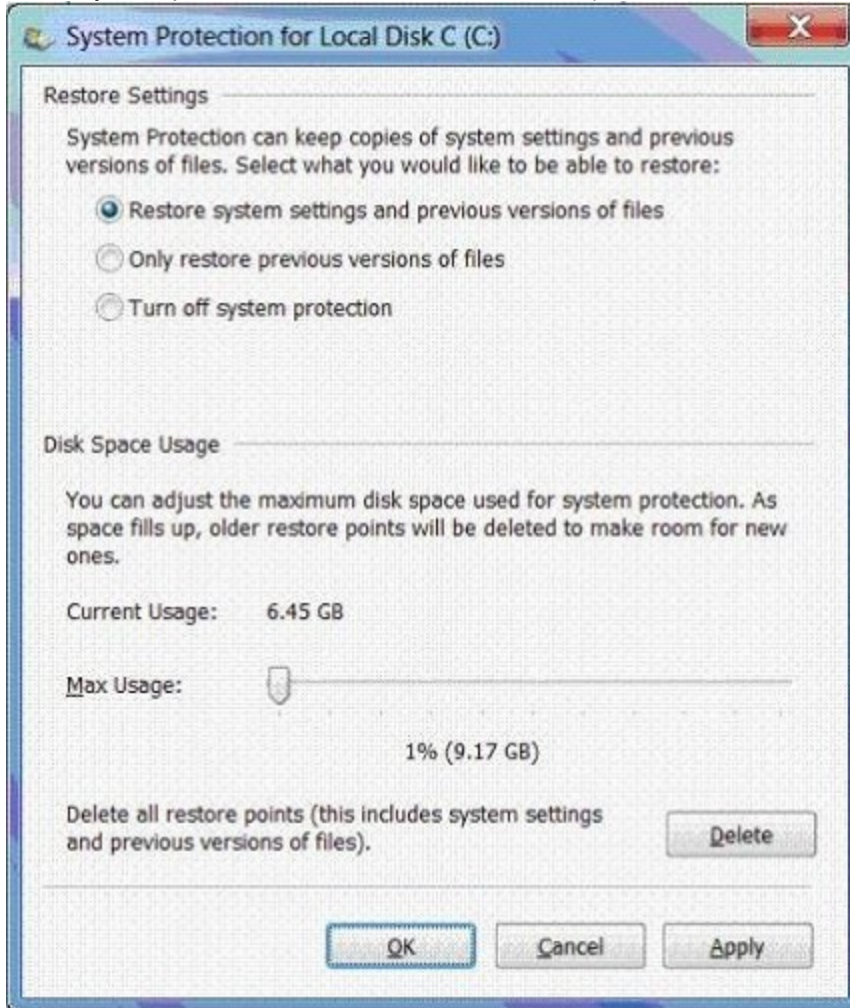 System Protection for Local Disk C (C:)
Restore Settings
System Protection can keep copies of system settings and previous
versions of files. Select what you would like to be able to restore:
Restore system settings and previous versions of files
Only restore previous versions of files
Turn off system protection
Disk Space Usage
You can adjust the maximum disk space used for system protection. As
space fills up, older restore points will be deleted to make room for new
ones.
Current Usage: 6.45 GB
Max Usage:
1% (9.17 GB)
Delete all restore points (this includes system settings
and previous versions of files).
Delete
OK Cancel Apply